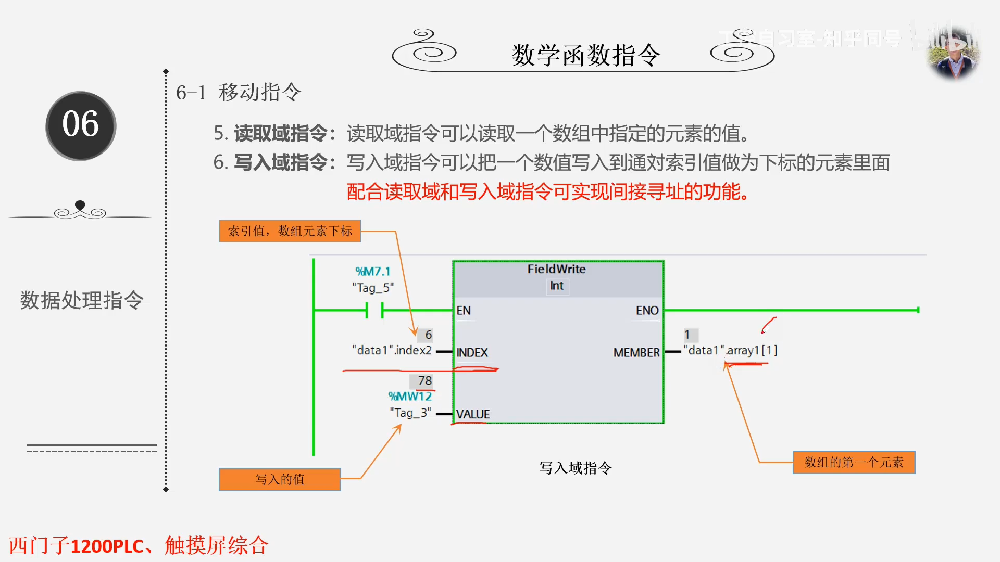 自习室-知乎同号
数学函数指令
6-1 移动指令
06
5. 读取域指令：读取域指令可以读取一个数组中指定的元素的值。
6. 写入域指令：写入域指今可以把一个数值写入到通对索引值做为下标的元素里面
配合读取域和写入域指令可实现间接寻址的功能。
索引值，数组元素下标
%M7.1
"Tag_5"
FieldWrite
Int
EN
ENO
6
"data1".index2
INDEX
MEMBER
1
"data1".array1[1]
78
%MW12
"Tag_3"
VALUE
数据处理指令
写入域指令
数组的第一个元素
写入的值
西门子1200PLC、触摸屏综合